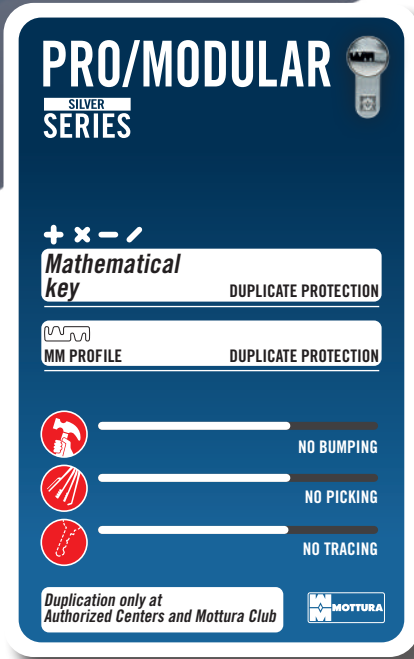 PRO/MODULAR
SILVER
SERIES
Mathematical
key
DUPLICATE PROTECTION
MM PROFILE
DUPLICATE PROTECTION
NO BUMPING
NO PICKING
NO TRACING
Duplication only at
Authorized Centers and Mottura Club
MOTTURA